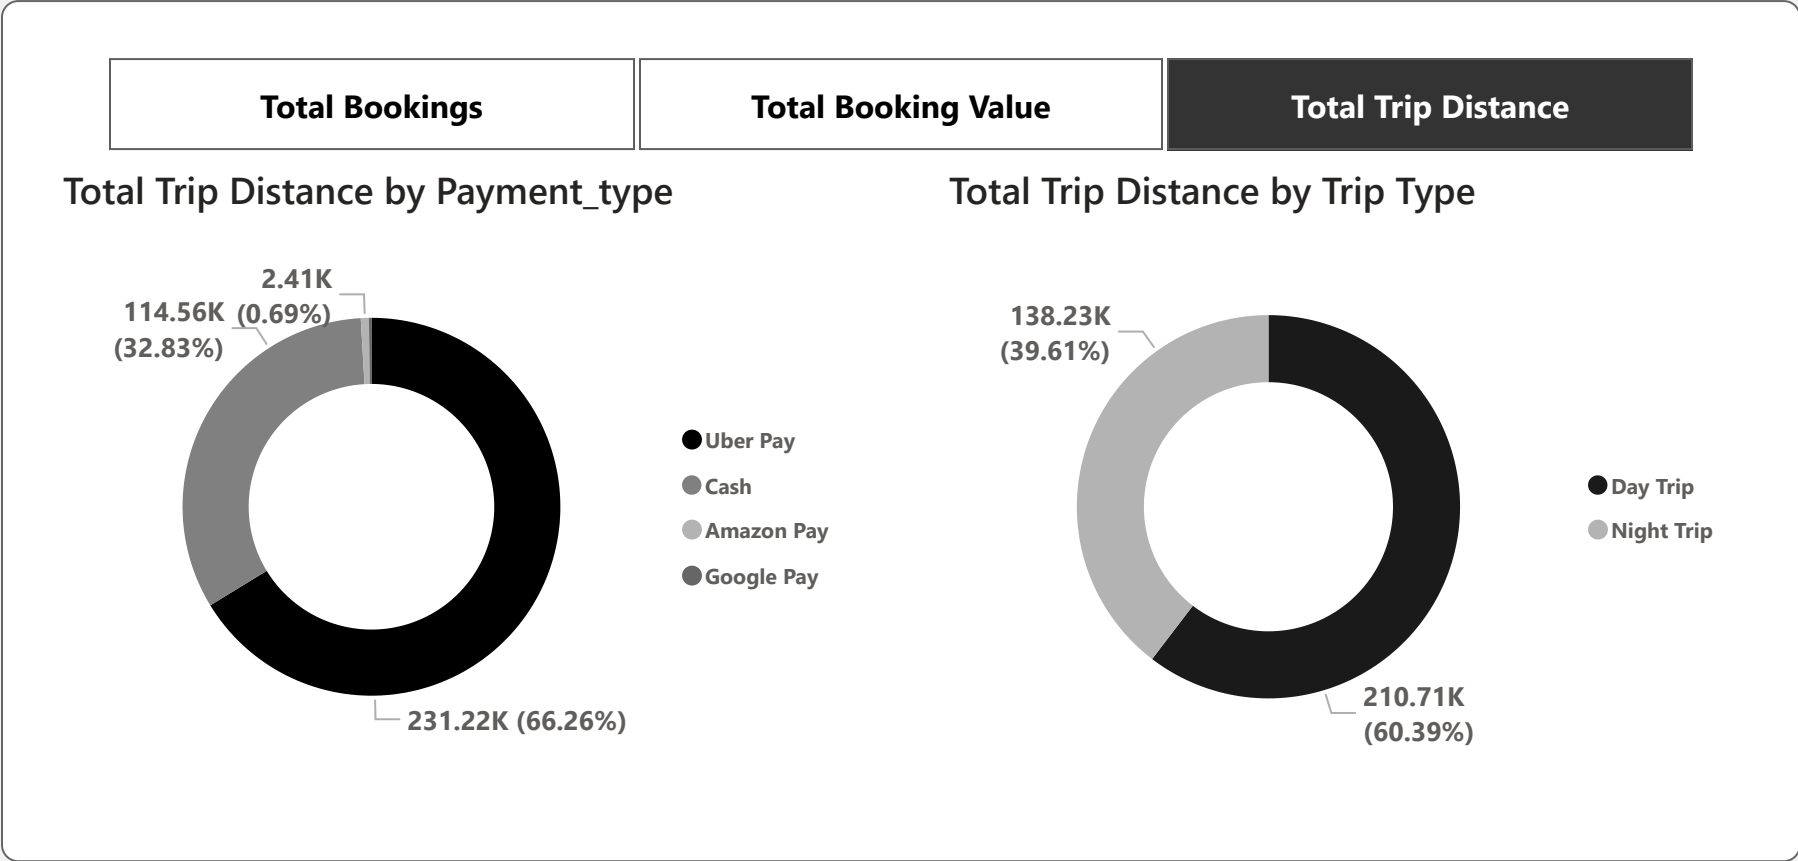 Total Bookings
Total Booking Value
Total Trip Distance
Total Trip Distance by Payment_type
2.41K
(0.69%)
114.56K
(32.83%)
231.22K (66.26%)
Uber Pay
Cash
Amazon Pay
Google Pay
Total Trip Distance by Trip Type
138.23K
(39.61%)
210.71K
(60.39%)
Day Trip
Night Trip